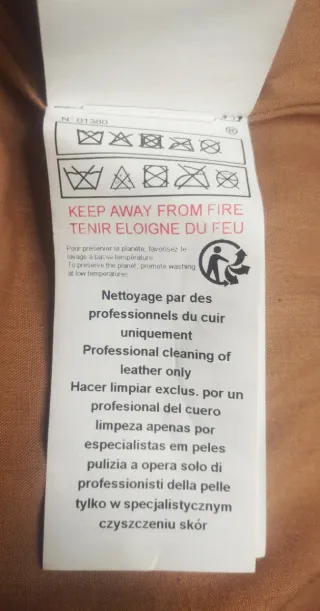 N° 01380
®
KEEP AWAY FROM FIRE
TENIR ELOIGNE DU FEU
Pour préserver la planète, favorisez le
lavage à basse température.
To preserve the planet, promote washing
at low temperatures
Nettoyage par des
professionnels du cuir
uniquement
Professional cleaning of
leather only
Hacer limpiar exclus. por un
profesional del cuero
limpeza apenas por
especialistas em peles
pulizia a opera solo di
professionisti della pelle
tylko w specjalistycznym
czyszczeniu skór